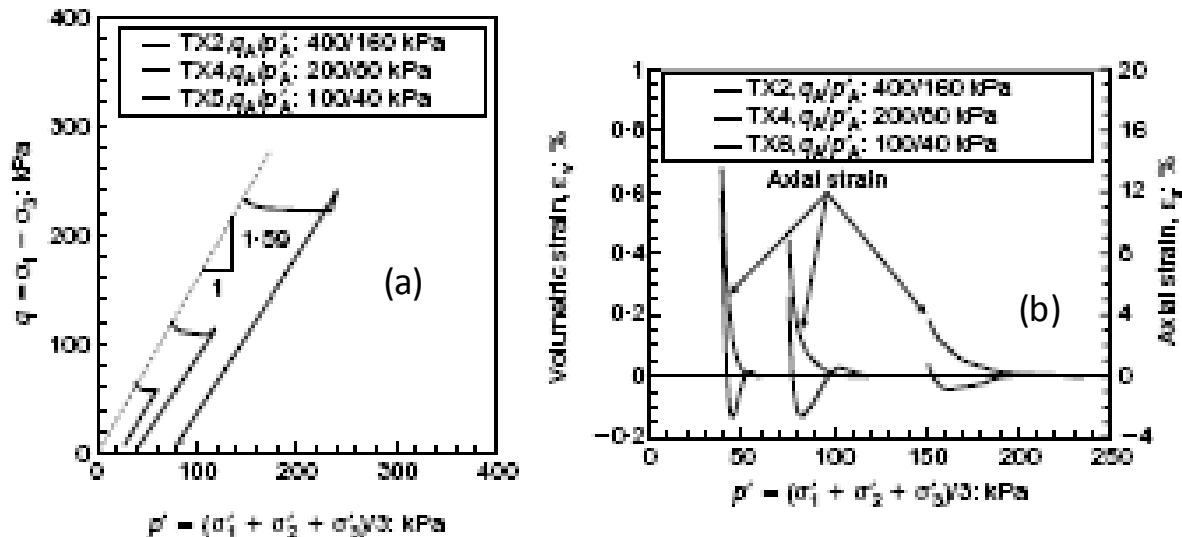 400
300
200
100
0
q = σ₁ − σ₃: kPa
TX2, qA/p′A: 400/160 kPa
TX4, qA/p′A: 200/80 kPa
TX5, qA/p′A: 100/40 kPa
1·59
1
(a)
0 100 200 300 400
p′ = (σ′₁ + σ′₂ + σ′₃)/3: kPa
1
0·8
0·6
0·4
0·2
0
−0·2
Volumetric strain, εv: %
TX2, qA/p′A: 400/160 kPa
TX4, qA/p′A: 200/80 kPa
100/40 kPa
Axial strain
(b)
20
16
12
8
4
0
−4
Axial strain, : %
0 50 100 150 200 250
p′ = (σ′₁ + σ′₂ + σ′₃)/3: kPa